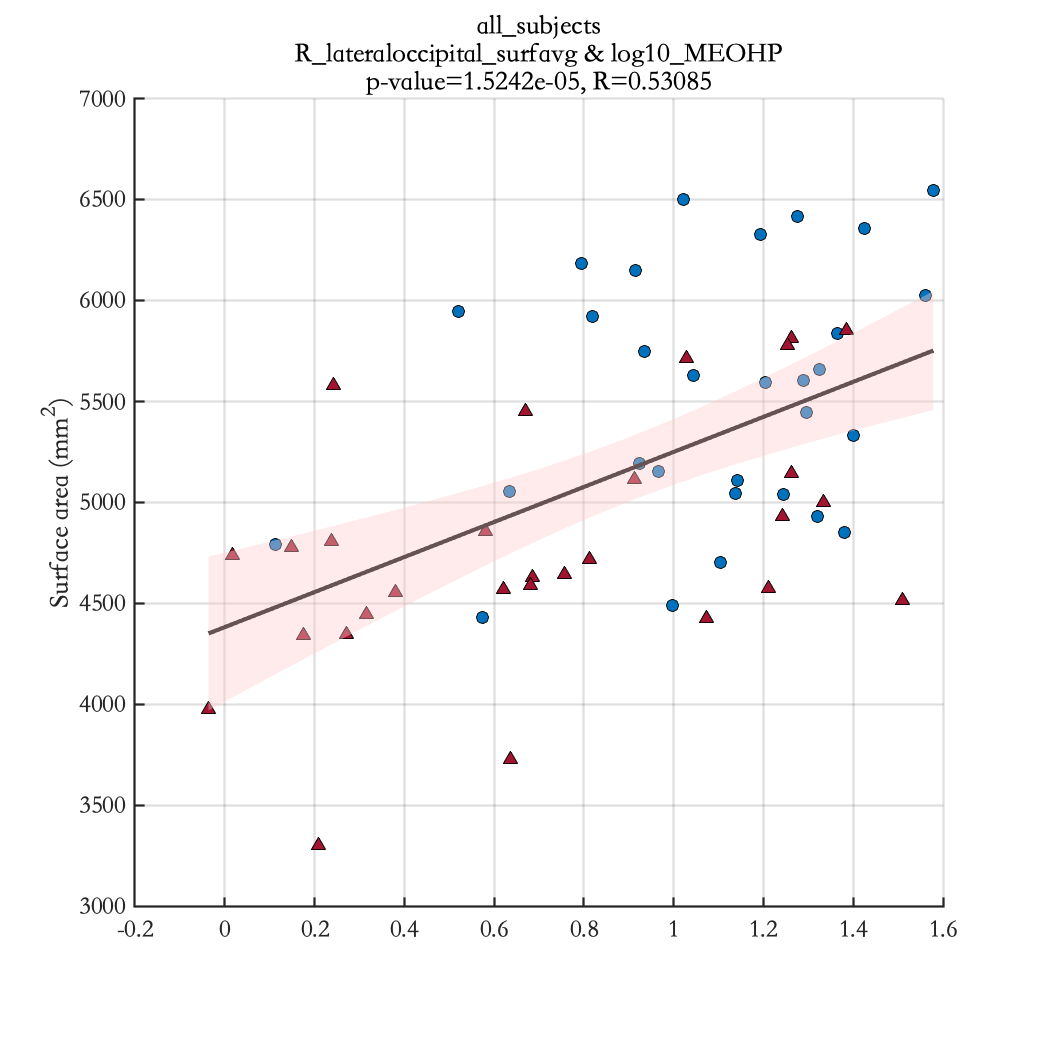 all_subjects
R_lateraloccipital_surfavg & log10_MEOHP
p-value=1.5242e-05, R=0.53085
7000
6500
6000
5500
5000
4500
4000
3500
3000
Surface area (mm²)
-0.2 0 0.2 0.4 0.6 0.8 1 1.2 1.4 1.6